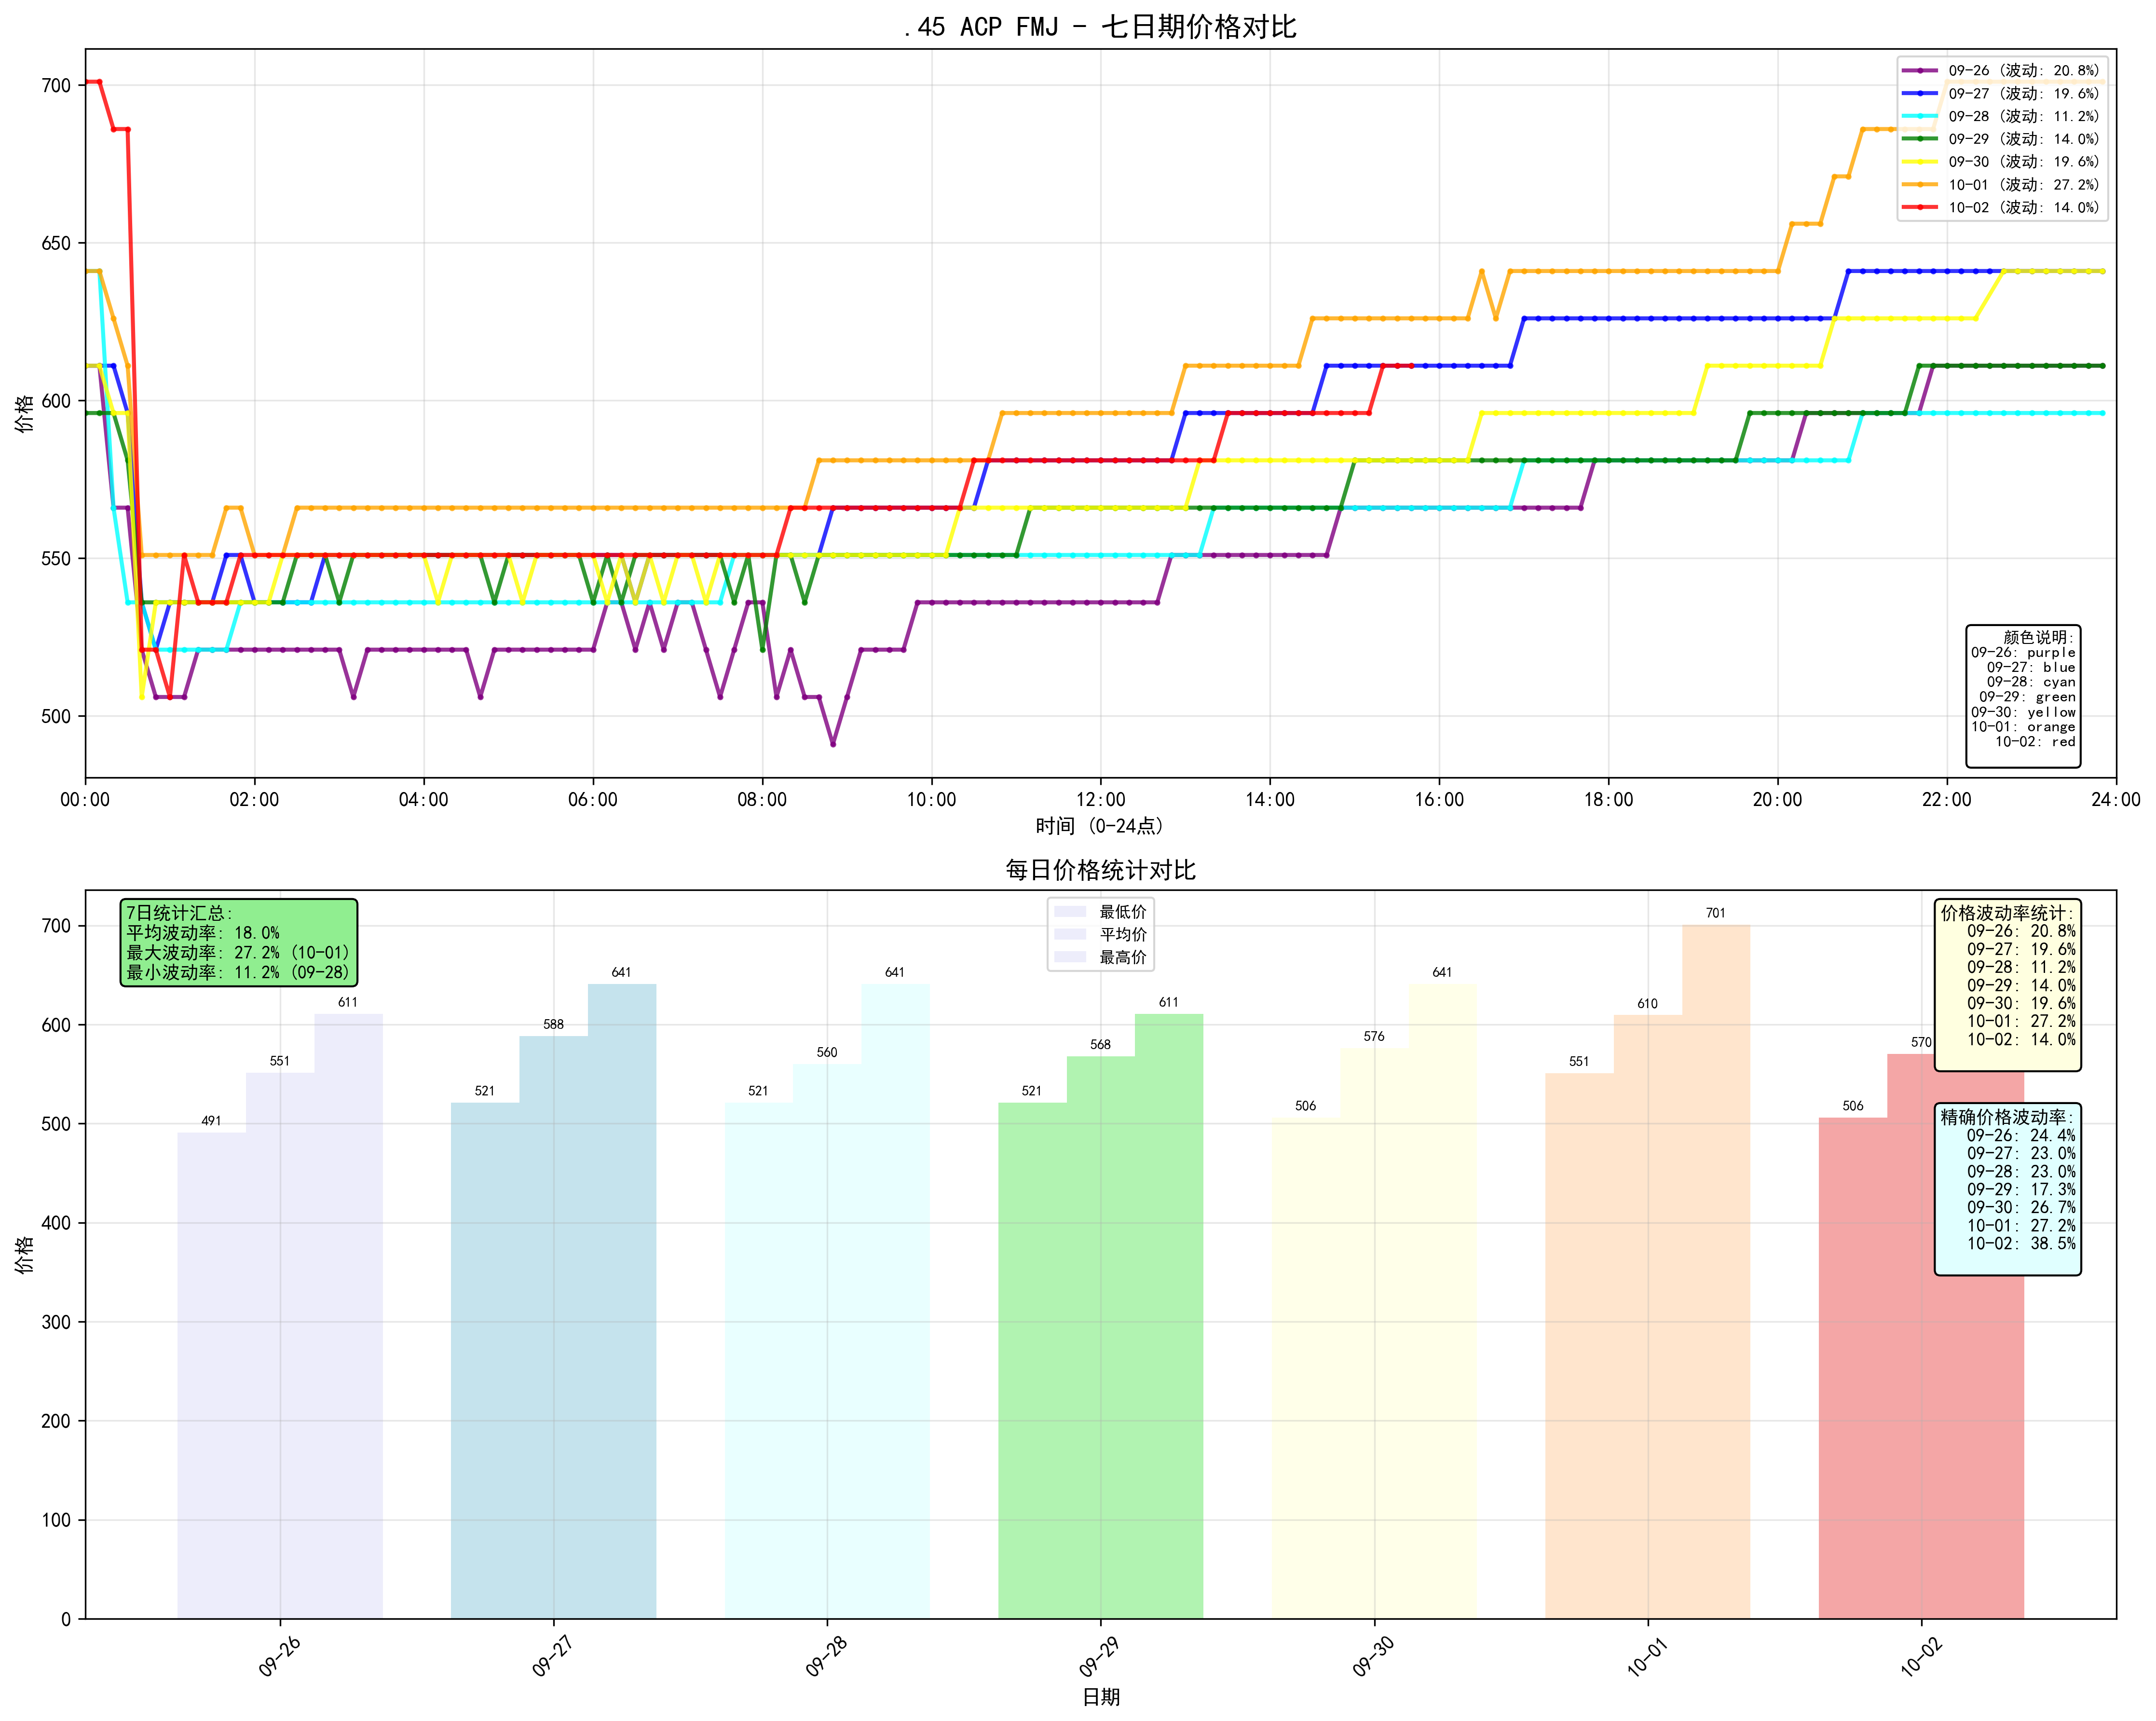 .45 ACP FMJ - 七日期价格对比
700
650
600
550
500
价格
09-26 (波动: 20.8%)
09-27 (波动: 19.6%)
09-28 (波动: 11.2%)
09-29 (波动: 14.0%)
09-30 (波动: 19.6%)
10-01 (波动: 27.2%)
10-02 (波动: 14.0%)
颜色说明:
09-26: purple
09-27: blue
09-28: cyan
09-29: green
09-30: yellow
10-01: orange
10-02: red
00:00 02:00 04:00 06:00 08:00 10:00 12:00 14:00 16:00 18:00 20:00 22:00 24:00
时间 (0-24点)
每日价格统计对比
700
600
500
400
300
200
100
0
价格
7日统计汇总:
平均波动率: 18.0%
最大波动率: 27.2% (10-01)
最小波动率: 11.2% (09-28)
最低价
平均价
最高价
价格波动率统计:
09-26: 20.8%
09-27: 19.6%
09-28: 11.2%
09-29: 14.0%
09-30: 19.6%
10-01: 27.2%
10-02: 14.0%
精确价格波动率:
09-26: 24.4%
09-27: 23.0%
09-28: 23.0%
09-29: 17.3%
09-30: 26.7%
10-01: 27.2%
10-02: 38.5%
491 551 611
521 588 641
521 560 641
521 568 611
506 576 641
551 610 701
506 570
09-26 09-27 09-28 09-29 09-30 10-01 10-02
日期